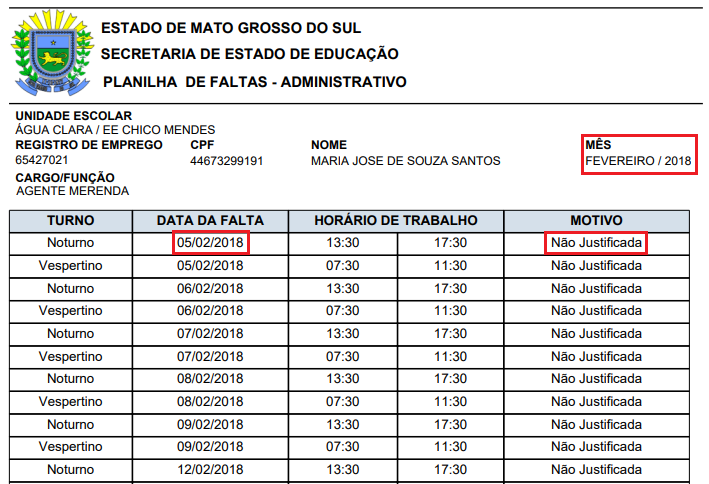 ESTADO DE MATO GROSSO DO SUL
SECRETARIA DE ESTADO DE EDUCAÇÃO
PLANILHA DE FALTAS - ADMINISTRATIVO
UNIDADE ESCOLAR
ÁGUA CLARA / EE CHICO MENDES
REGISTRO DE EMPREGO CPF NOME MÊS
65427021 44673299191 MARIA JOSE DE SOUZA SANTOS FEVEREIRO / 2018
CARGO/FUNÇÃO
AGENTE MERENDA
TURNO DATA DA FALTA HORÁRIO DE TRABALHO MOTIVO
Noturno 05/02/2018 13:30 17:30 Não Justificada
Vespertino 05/02/2018 07:30 11:30 Não Justificada
Noturno 06/02/2018 13:30 17:30 Não Justificada
Vespertino 06/02/2018 07:30 11:30 Não Justificada
Noturno 07/02/2018 13:30 17:30 Não Justificada
Vespertino 07/02/2018 07:30 11:30 Não Justificada
Noturno 08/02/2018 13:30 17:30 Não Justificada
Vespertino 08/02/2018 07:30 11:30 Não Justificada
Noturno 09/02/2018 13:30 17:30 Não Justificada
Vespertino 09/02/2018 07:30 11:30 Não Justificada
Noturno 12/02/2018 13:30 17:30 Não Justificada